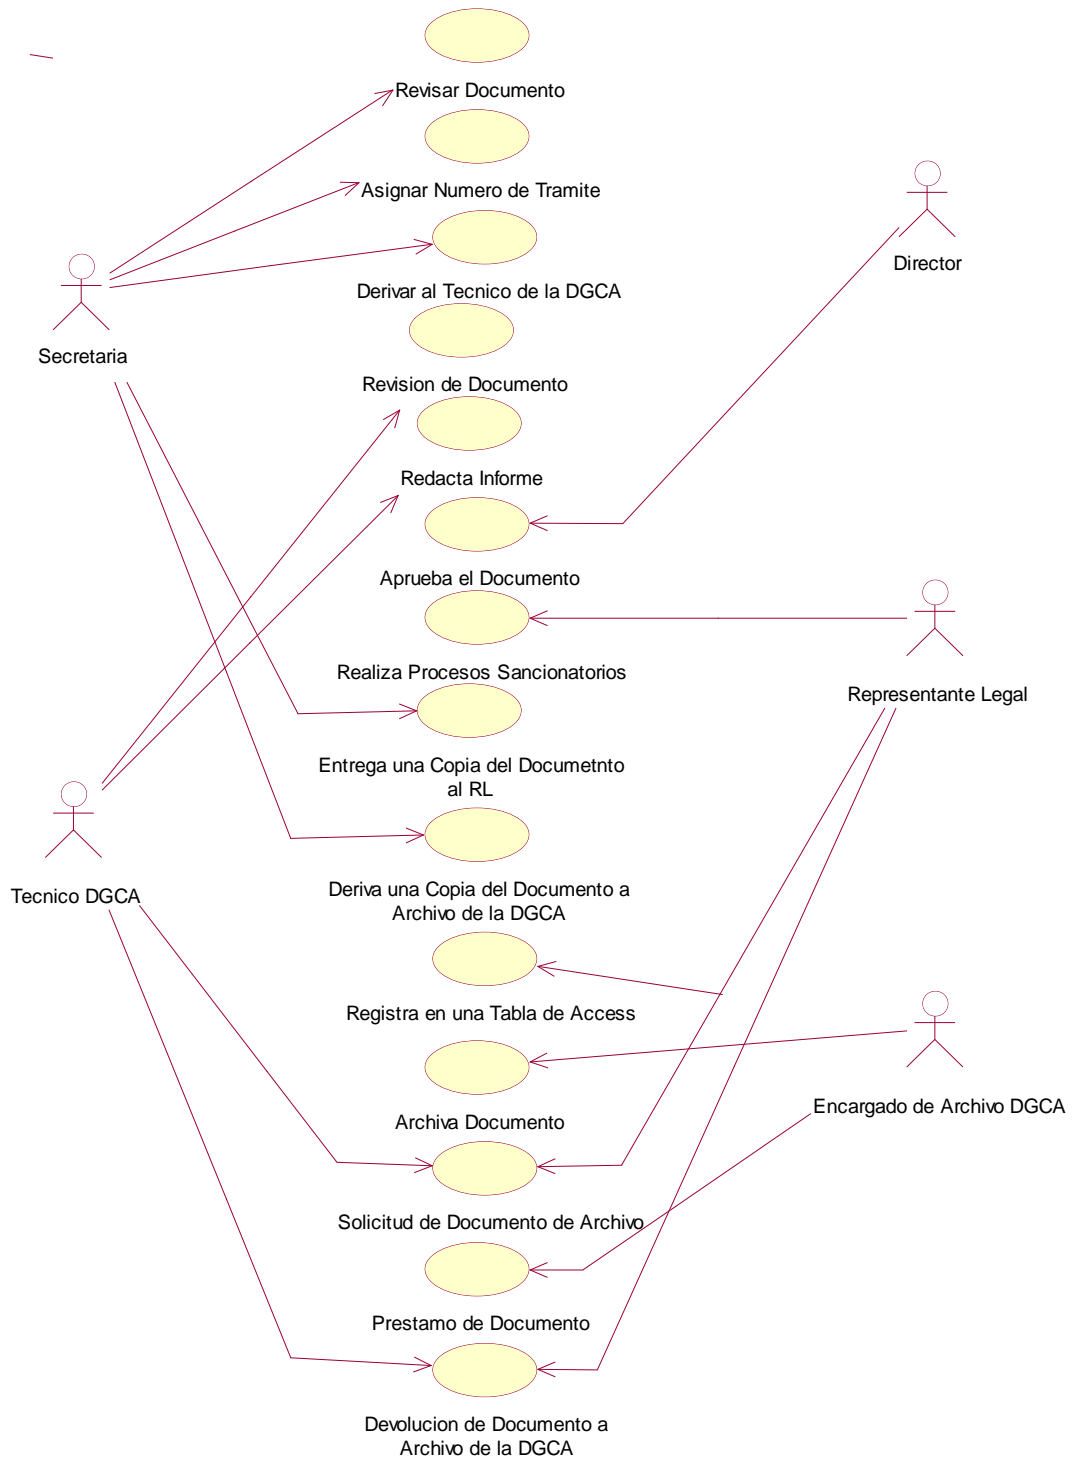 Revisar Documento
Asignar Numero de Tramite
Director
Derivar al Tecnico de la DGCA
Secretaria
Revision de Documento
Redacta Informe
Aprueba el Documento
Realiza Procesos Sancionatorios
Representante Legal
Entrega una Copia del Documetnto
al RL
Tecnico DGCA
Deriva una Copia del Documento a
Archivo de la DGCA
Registra en una Tabla de Access
Encargado de Archivo DGCA
Archiva Documento
Solicitud de Documento de Archivo
Prestamo de Documento
Devolucion de Documento a
Archivo de la DGCA